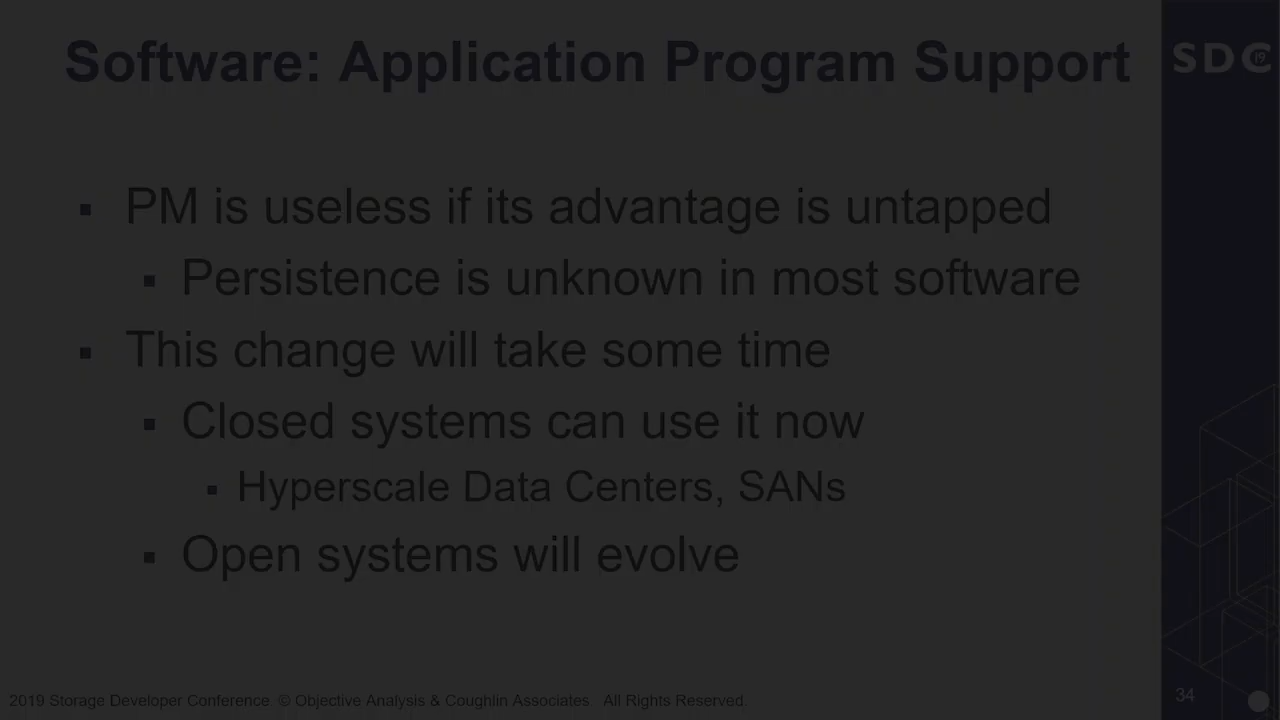 Software: Application Program Support
SDC 19
▪ PM is useless if its advantage is untapped
▪ Persistence is unknown in most software
▪ This change will take some time
▪ Closed systems can use it now
▪ Hyperscale Data Centers, SANs
▪ Open systems will evolve
2019 Storage Developer Conference. © Objective Analysis & Coughlin Associates. All Rights Reserved.
34